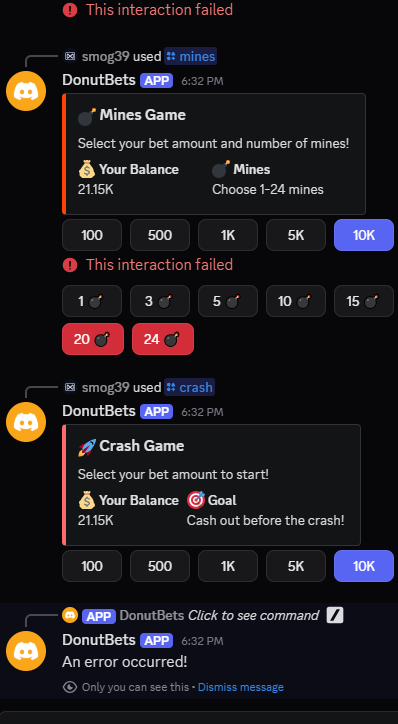 This interaction failed
smog39 used mines
DonutBets APP 6:32 PM
Mines Game
Select your bet amount and number of mines!
Your Balance Mines
21.15K Choose 1-24 mines
100 500 1K 5K 10K
This interaction failed
1 3 5 10 15
20 24
smog39 used crash
DonutBets APP 6:32 PM
Crash Game
Select your bet amount to start!
Your Balance Goal
21.15K Cash out before the crash!
100 500 1K 5K 10K
APP DonutBets Click to see command
DonutBets APP 6:32 PM
An error occurred!
Only you can see this • Dismiss message